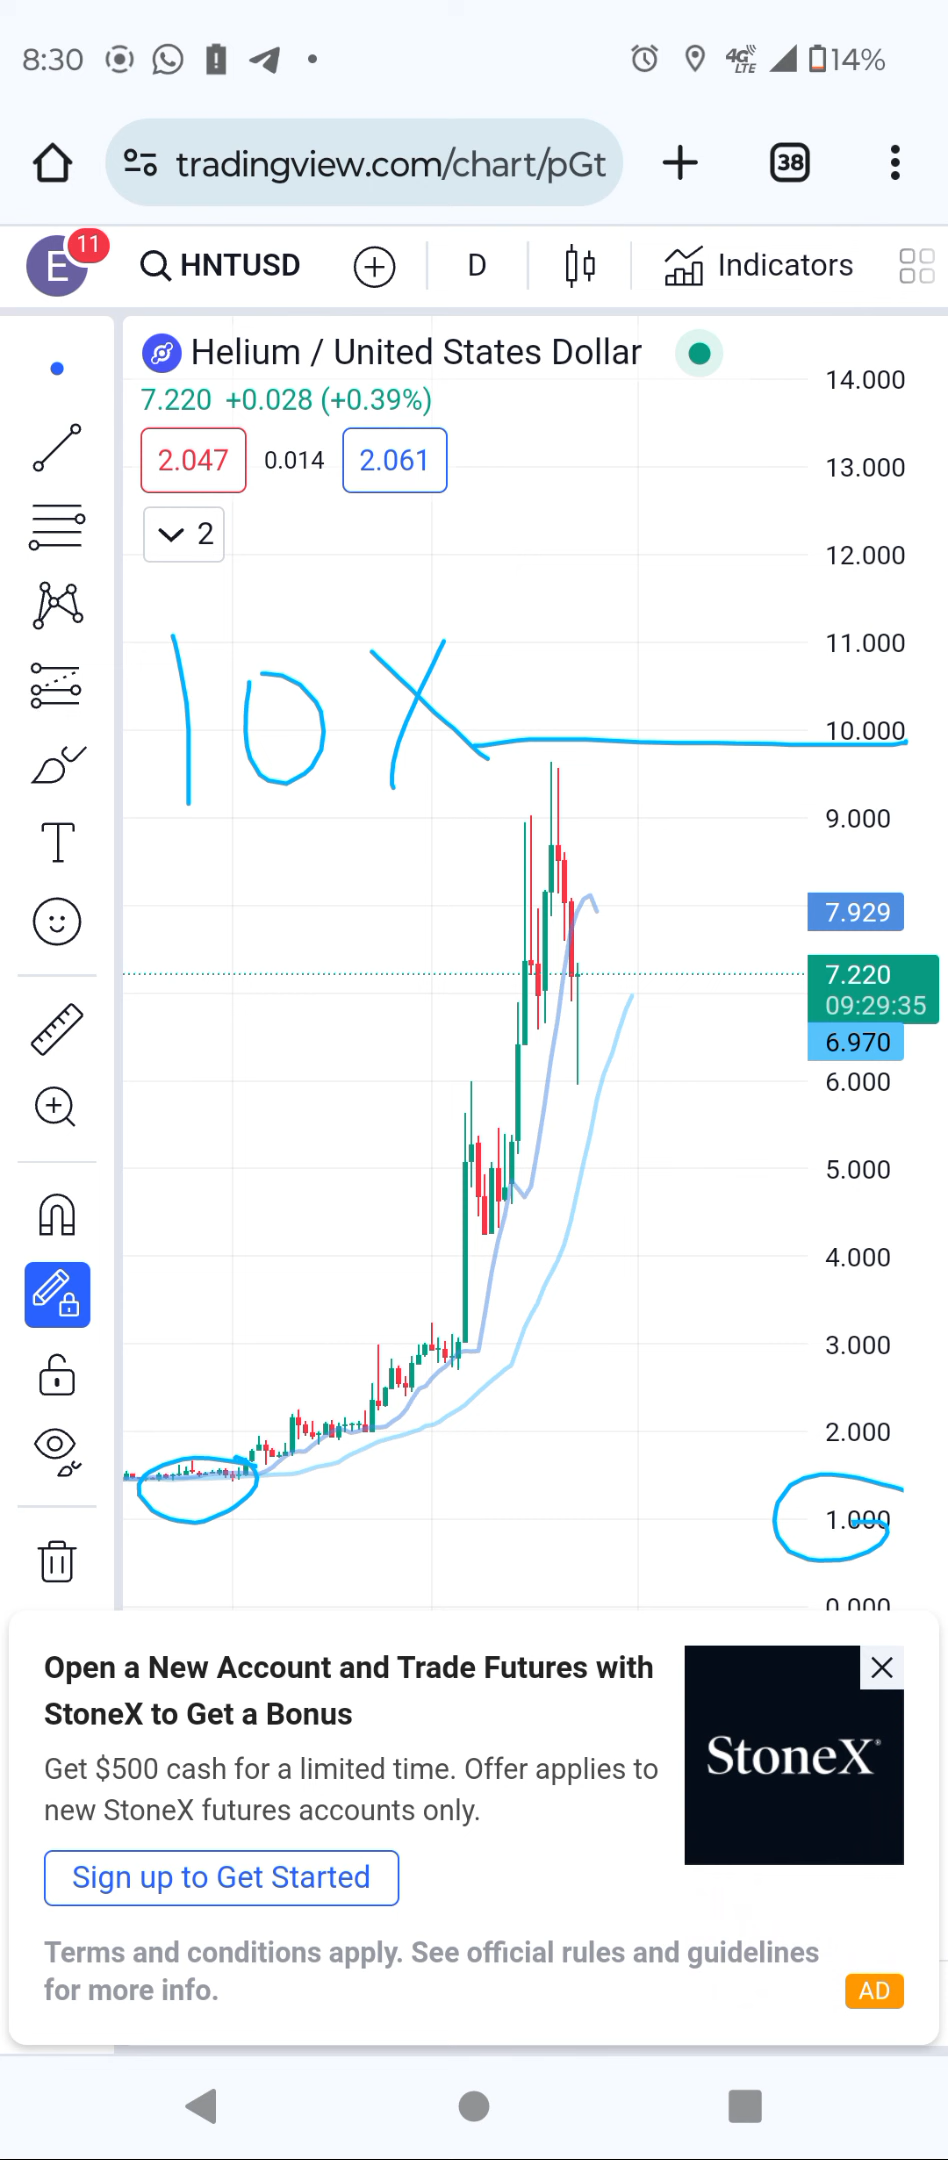 8:30
4G LTE
14%
tradingview.com/chart/pGt
38
E
11
HNTUSD
D
Indicators
Helium / United States Dollar
7.220 +0.028 (+0.39%)
2.047 0.014 2.061
2
14.000
13.000
12.000
11.000
10X
10.000
9.000
7.929
7.220
09:29:35
6.970
6.000
5.000
4.000
3.000
2.000
1.000
0.000
Open a New Account and Trade Futures with
StoneX to Get a Bonus
Get $500 cash for a limited time. Offer applies to
new StoneX futures accounts only.
StoneX
Sign up to Get Started
Terms and conditions apply. See official rules and guidelines
for more info.
AD